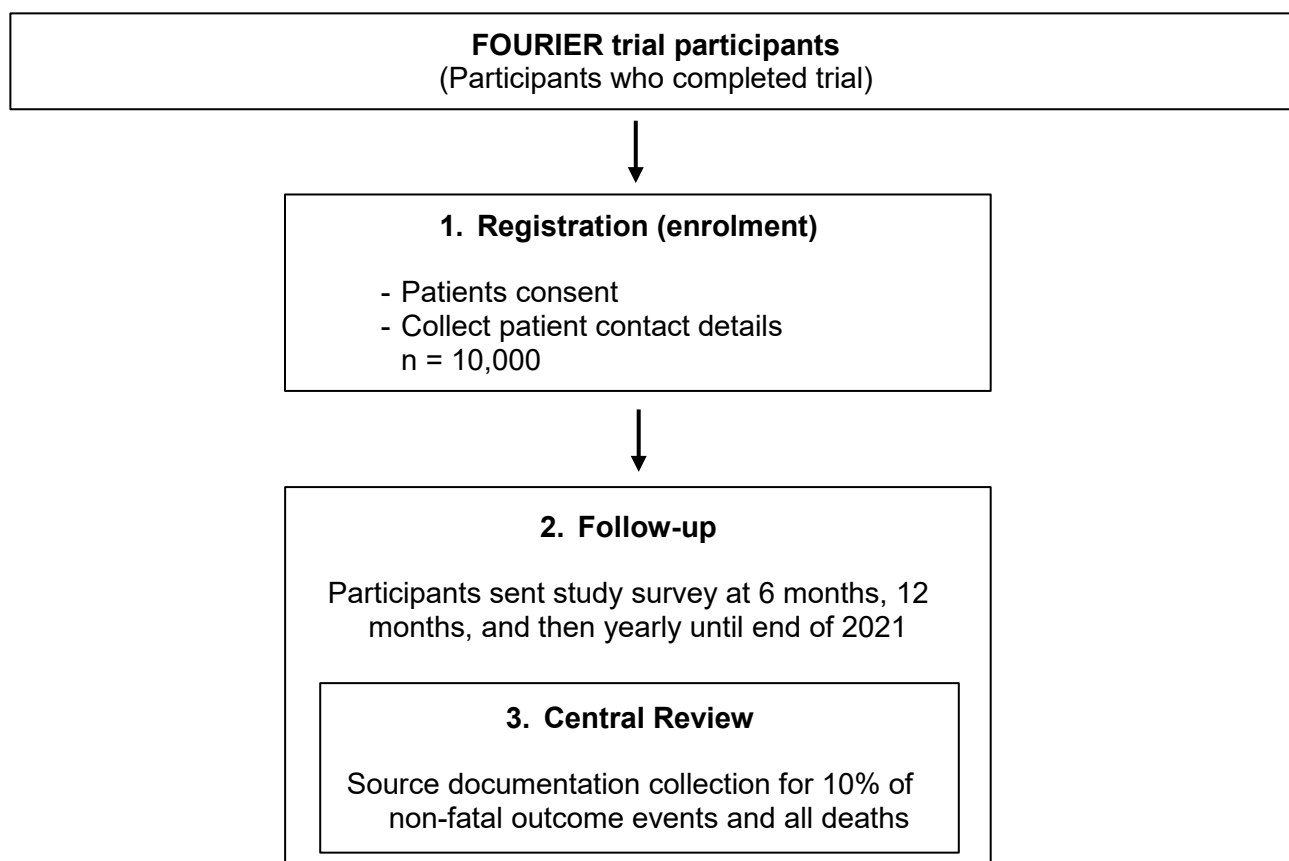 FOURIER trial participants
(Participants who completed trial)
1. Registration (enrolment)
- Patients consent
- Collect patient contact details
n = 10,000
2. Follow-up
Participants sent study survey at 6 months, 12
months, and then yearly until end of 2021
3. Central Review
Source documentation collection for 10% of
non-fatal outcome events and all deaths